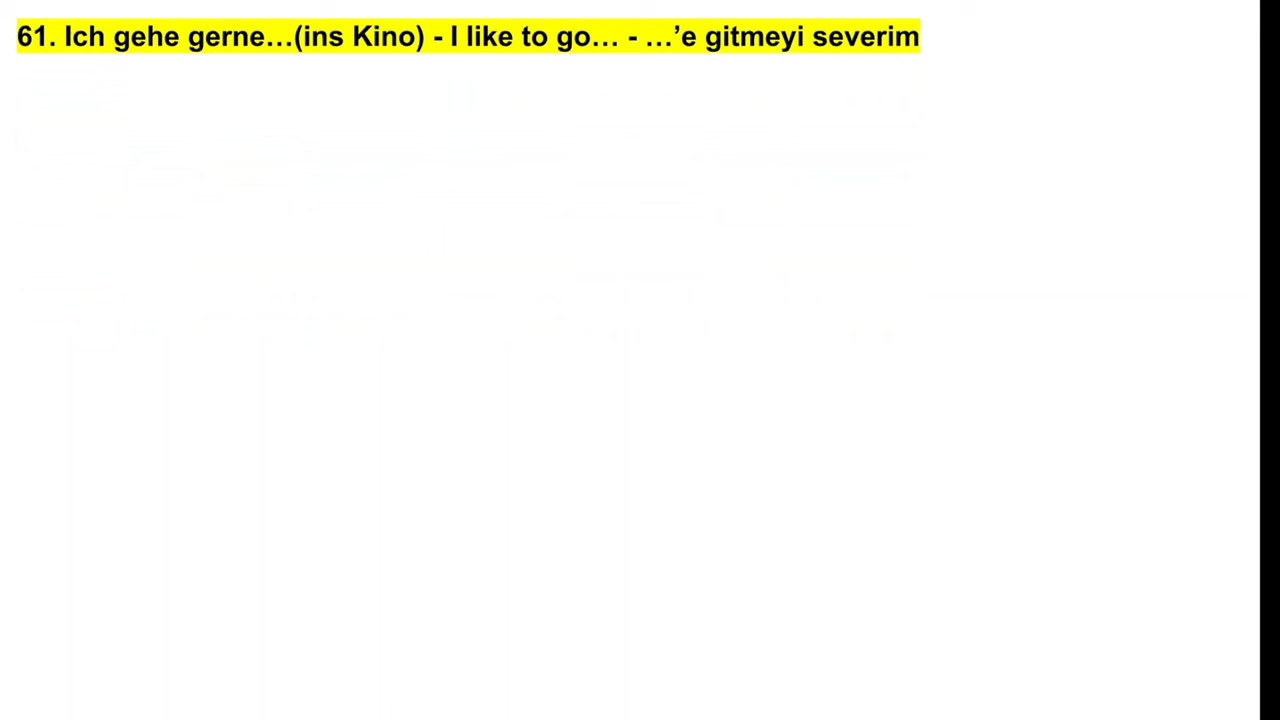 61. Ich gehe gerne…(ins Kino) - I like to go… - …’e gitmeyi severim